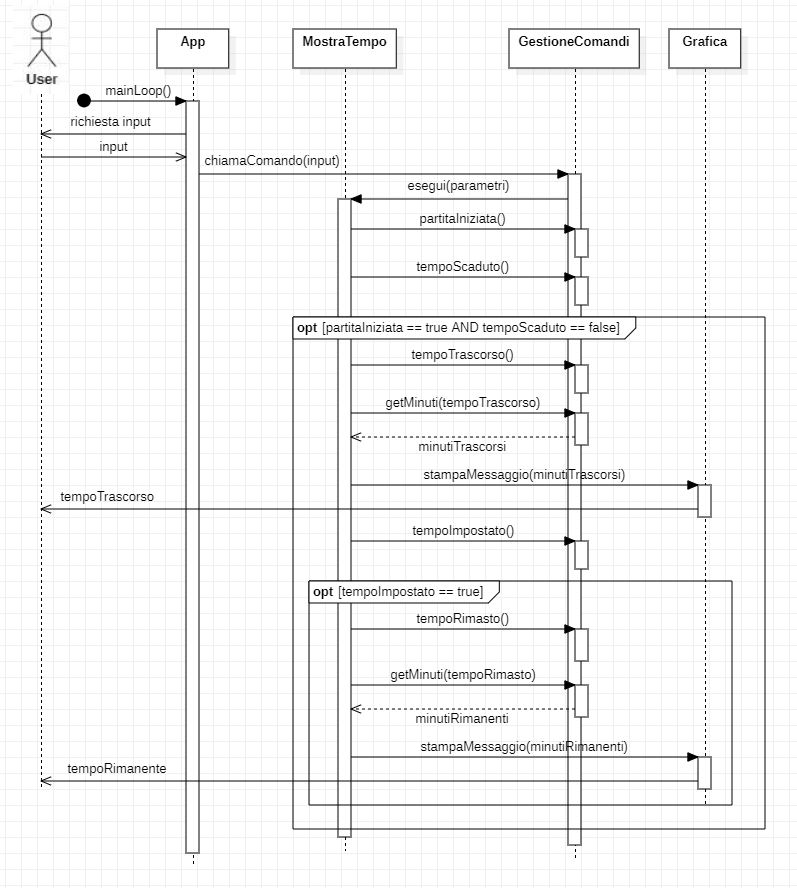 User
App
MostraTempo
GestioneComandi
Grafica
mainLoop()
richiesta input
input
chiamaComando(input)
esegui(parametri)
partitaIniziata()
tempoScaduto()
opt [partitaIniziata == true AND tempoScaduto == false]
tempoTrascorso()
getMinuti(tempoTrascorso)
minutiTrascorsi
stampaMessaggio(minutiTrascorsi)
tempoTrascorso
tempoImpostato()
opt [tempoImpostato == true]
tempoRimasto()
getMinuti(tempoRimasto)
minutiRimanenti
stampaMessaggio(minutiRimanenti)
tempoRimanente